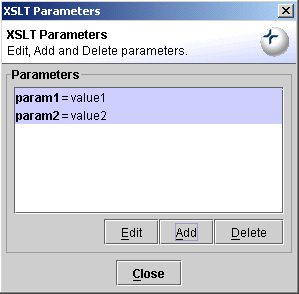 XSLT Parameters
XSLT Parameters
Edit, Add and Delete parameters.
Parameters
param1 = value1
param2 = value2
Edit Add Delete
Close